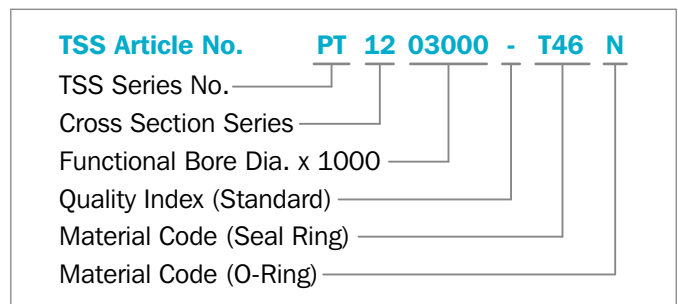 TSS Article No. PT 12 03000 - T46 N
TSS Series No.
Cross Section Series
Functional Bore Dia. x 1000
Quality Index (Standard)
Material Code (Seal Ring)
Material Code (O-Ring)